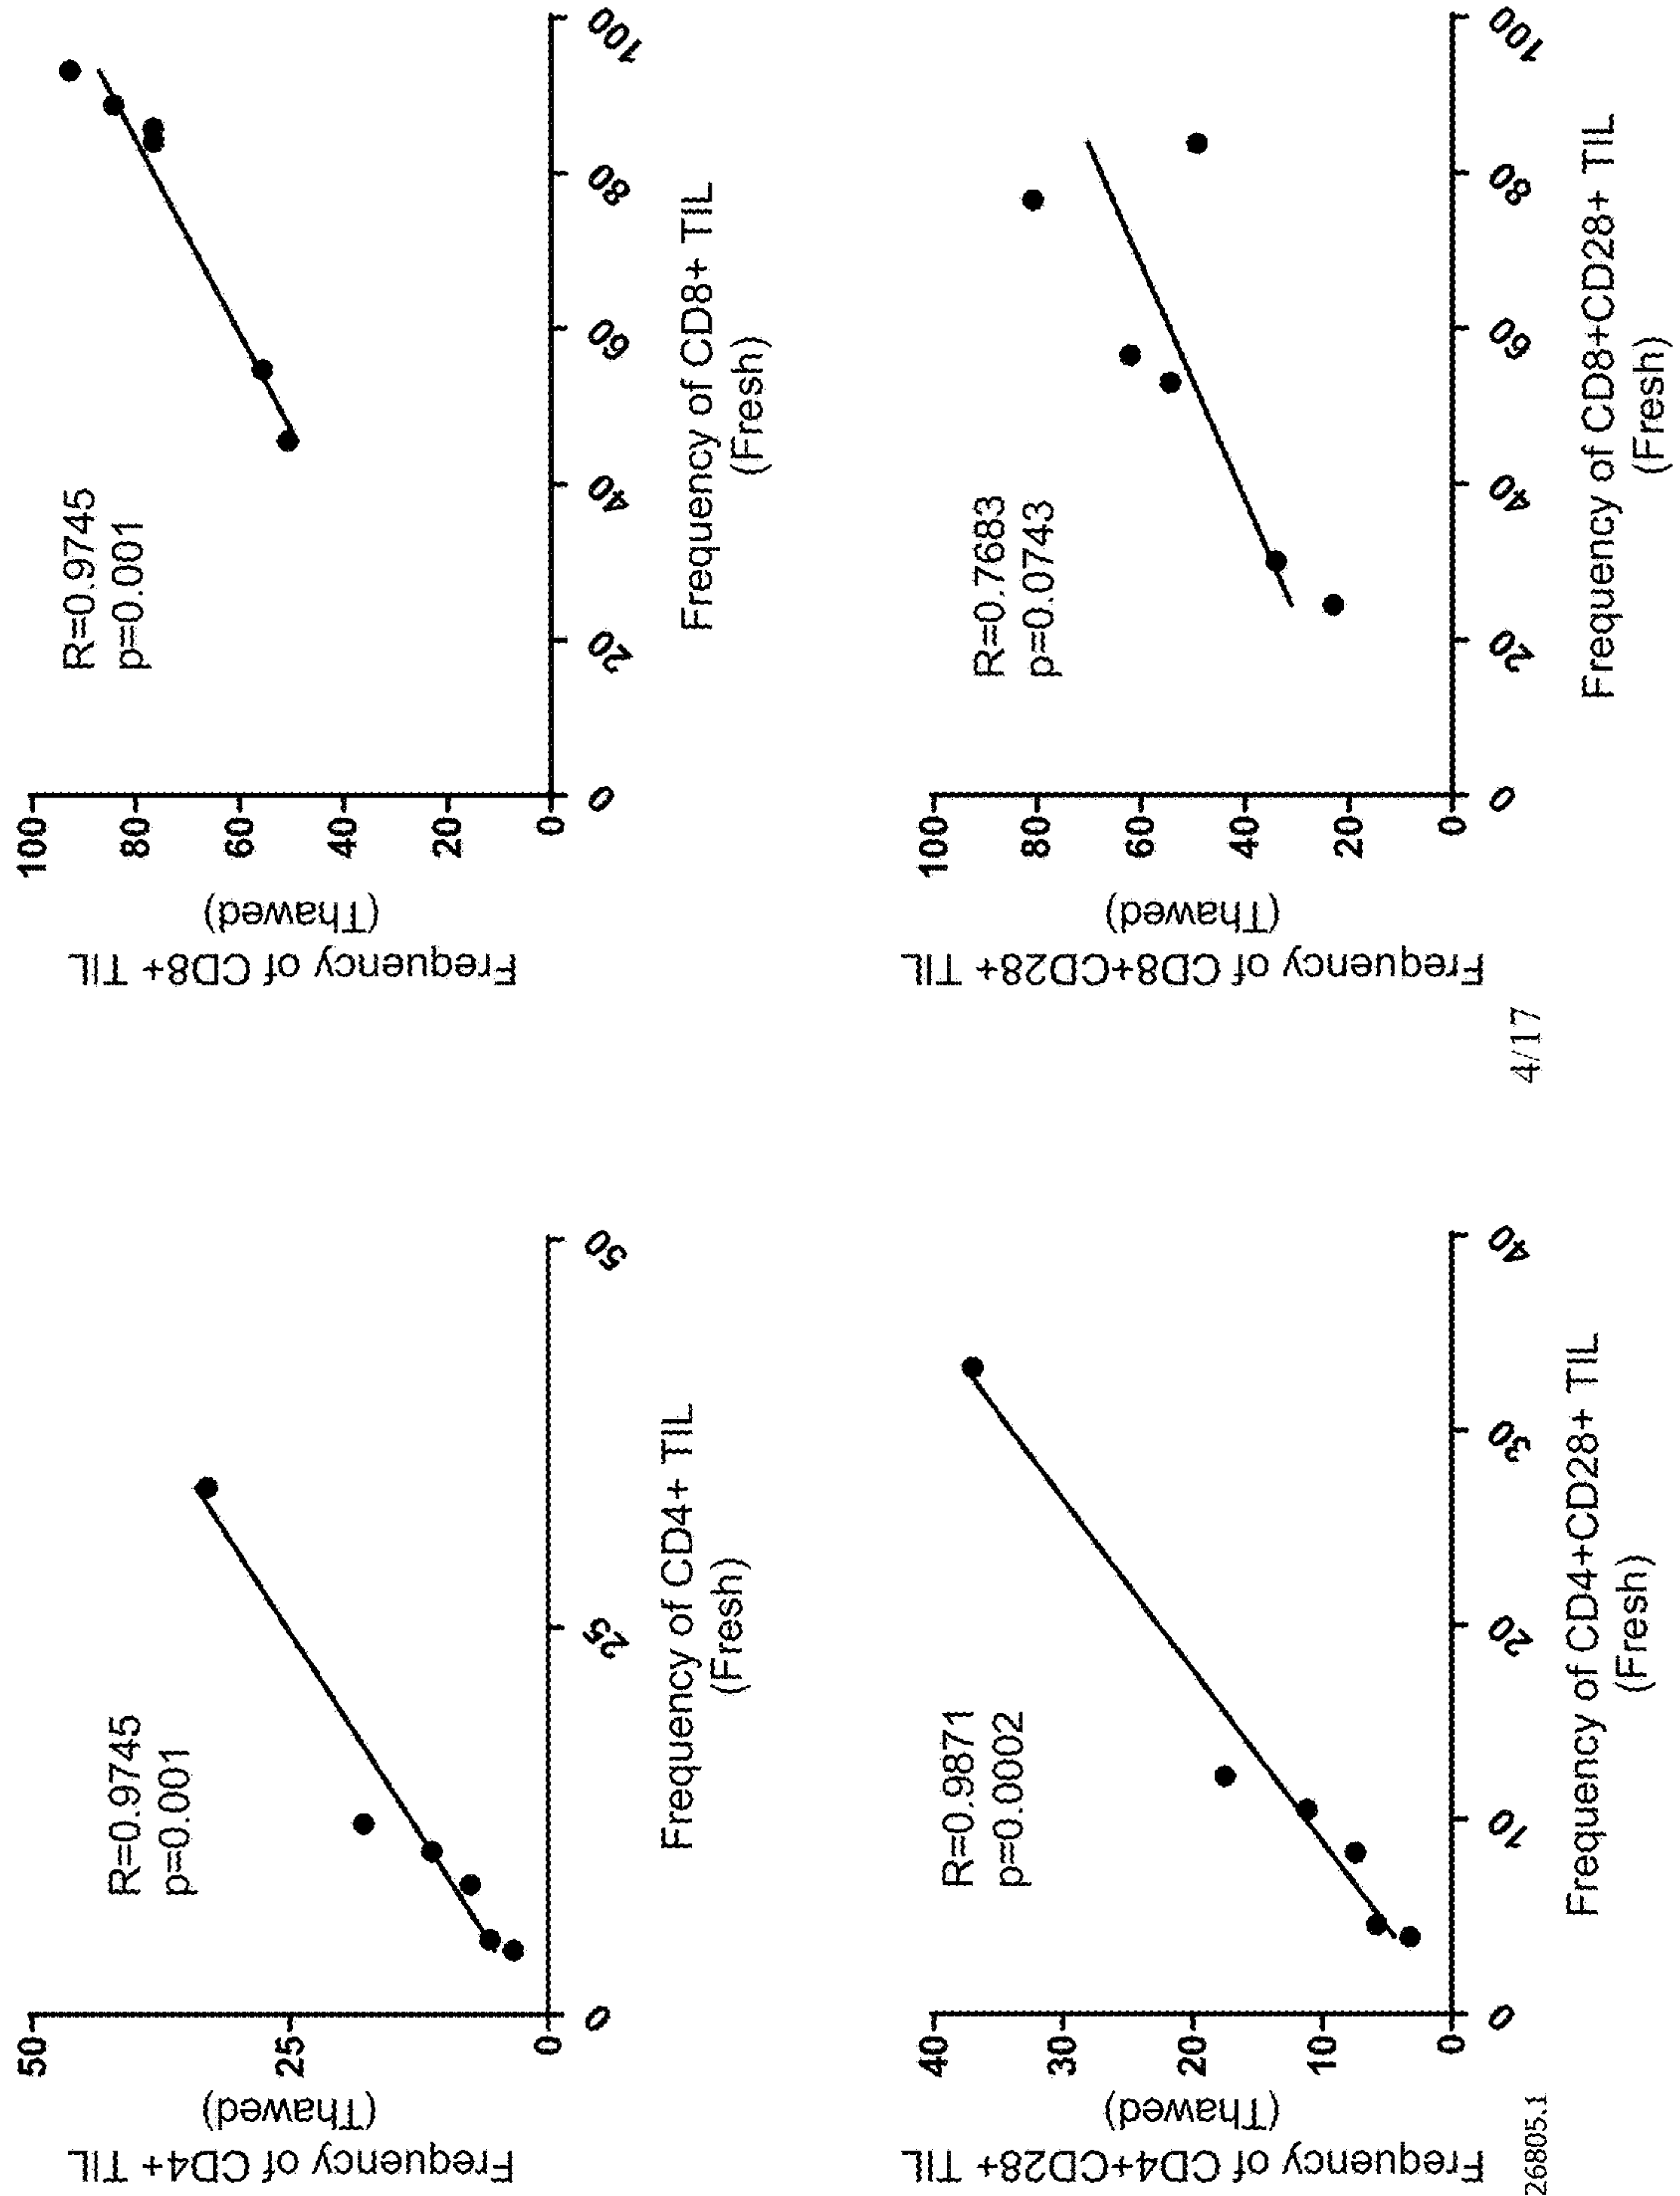 50
25
0
Frequency of CD4+ TIL
(Thawed)
R=0.9745
p=0.001
0
25
50
Frequency of CD4+ TIL
(Fresh)
100
80
60
40
20
0
Frequency of CD8+ TIL
(Thawed)
R=0.9745
p=0.001
0
20
40
60
80
100
Frequency of CD8+ TIL
(Fresh)
40
30
20
10
0
Frequency of CD4+CD28+ TIL
(Thawed)
R=0.9871
p=0.0002
0
10
20
30
40
Frequency of CD4+CD28+ TIL
(Fresh)
100
80
60
40
20
0
Frequency of CD8+CD28+ TIL
(Thawed)
R=0.7683
p=0.0743
0
20
40
60
80
100
Frequency of CD8+CD28+ TIL
(Fresh)
26805.1
4/17